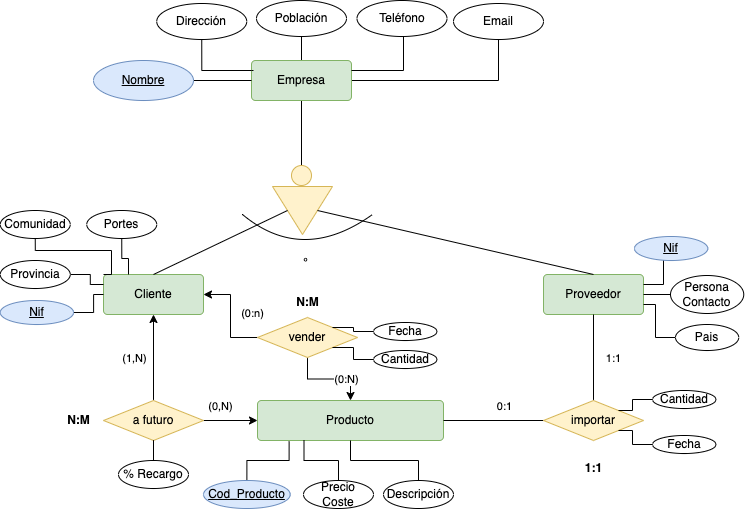 Dirección
Población
Teléfono
Email
Nombre
Empresa
Comunidad
Portes
Nif
Provincia
Cliente
Proveedor
Persona
Contacto
Nif
(0:n)
N:M
vender
Fecha
Pais
(1,N)
Cantidad
1:1
(0:N)
Cantidad
N:M
a futuro
(0,N)
Producto
0:1
importar
Fecha
% Recargo
1:1
Cod_Producto
Precio
Coste
Descripción